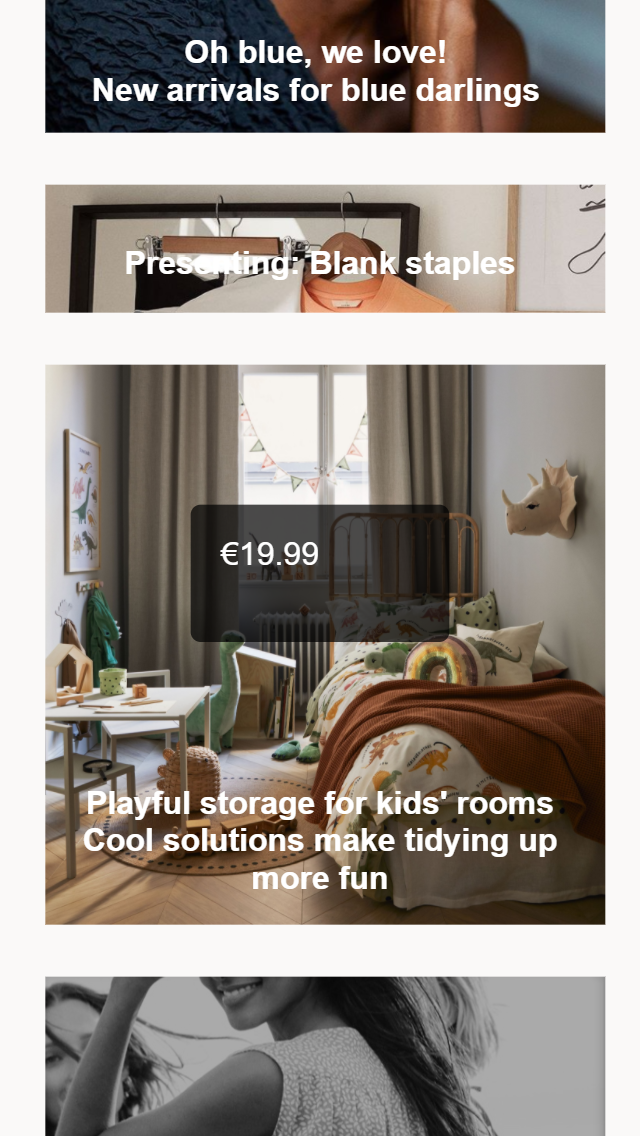 Oh blue, we love!
New arrivals for blue darlings
Presenting: Blank staples
€19.99
Playful storage for kids' rooms
Cool solutions make tidying up
more fun